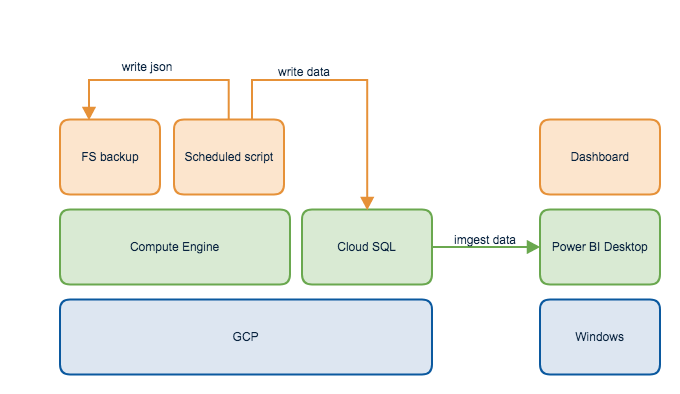 write json
write data
FS backup
Scheduled script
Dashboard
Compute Engine
Cloud SQL
imgest data
Power BI Desktop
GCP
Windows